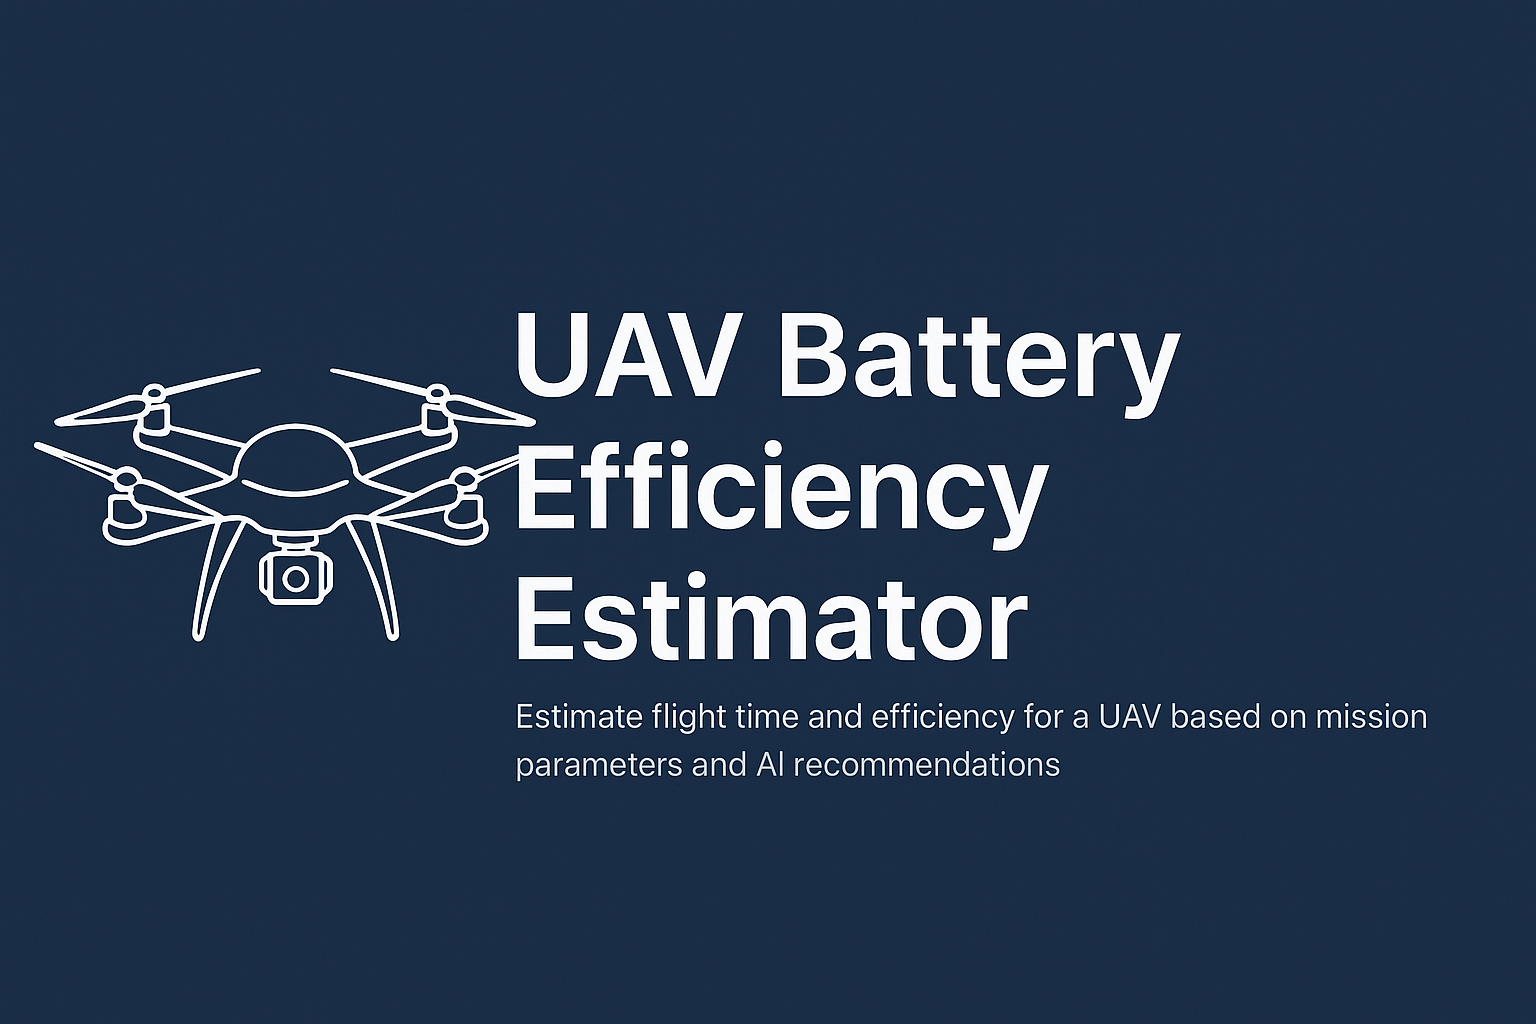 UAV Battery
Efficiency
Estimator
Estimate flight time and efficiency for a UAV based on mission
parameters and AI recommendations